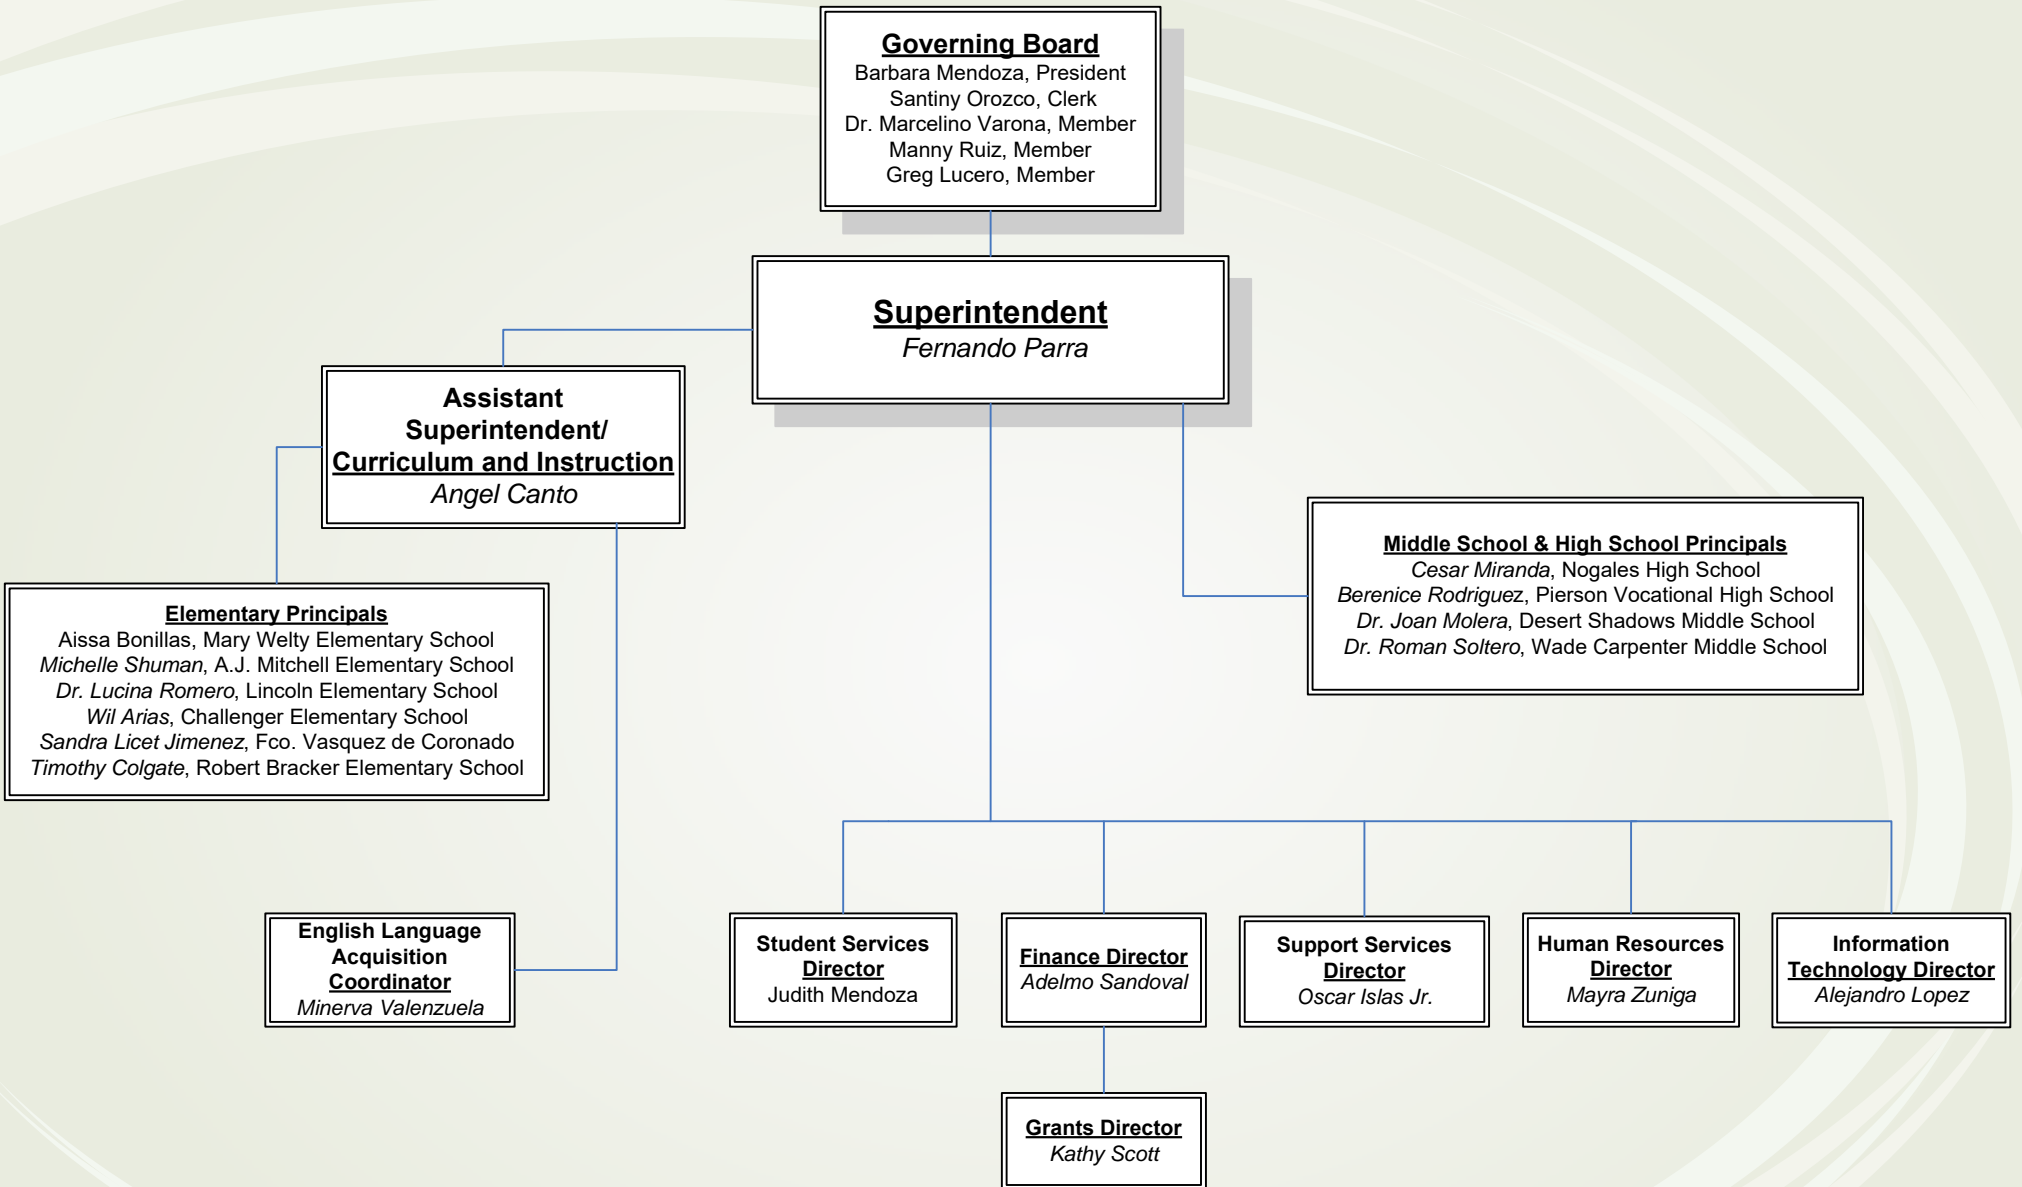 Governing Board
Barbara Mendoza, President
Santiny Orozco, Clerk
Dr. Marcelino Varona, Member
Manny Ruiz, Member
Greg Lucero, Member
Superintendent
Fernando Parra
Assistant
Superintendent/
Curriculum and Instruction
Angel Canto
Middle School & High School Principals
Cesar Miranda, Nogales High School
Berenice Rodriguez, Pierson Vocational High School
Dr. Joan Molera, Desert Shadows Middle School
Dr. Roman Soltero, Wade Carpenter Middle School
Elementary Principals
Aissa Bonillas, Mary Welty Elementary School
Michelle Shuman, A.J. Mitchell Elementary School
Dr. Lucina Romero, Lincoln Elementary School
Wil Arias, Challenger Elementary School
Sandra Licet Jimenez, Fco. Vasquez de Coronado
Timothy Colgate, Robert Bracker Elementary School
English Language
Acquisition
Coordinator
Minerva Valenzuela
Student Services
Director
Judith Mendoza
Finance Director
Adelmo Sandoval
Support Services
Director
Oscar Islas Jr.
Human Resources
Director
Mayra Zuniga
Information
Technology Director
Alejandro Lopez
Grants Director
Kathy Scott